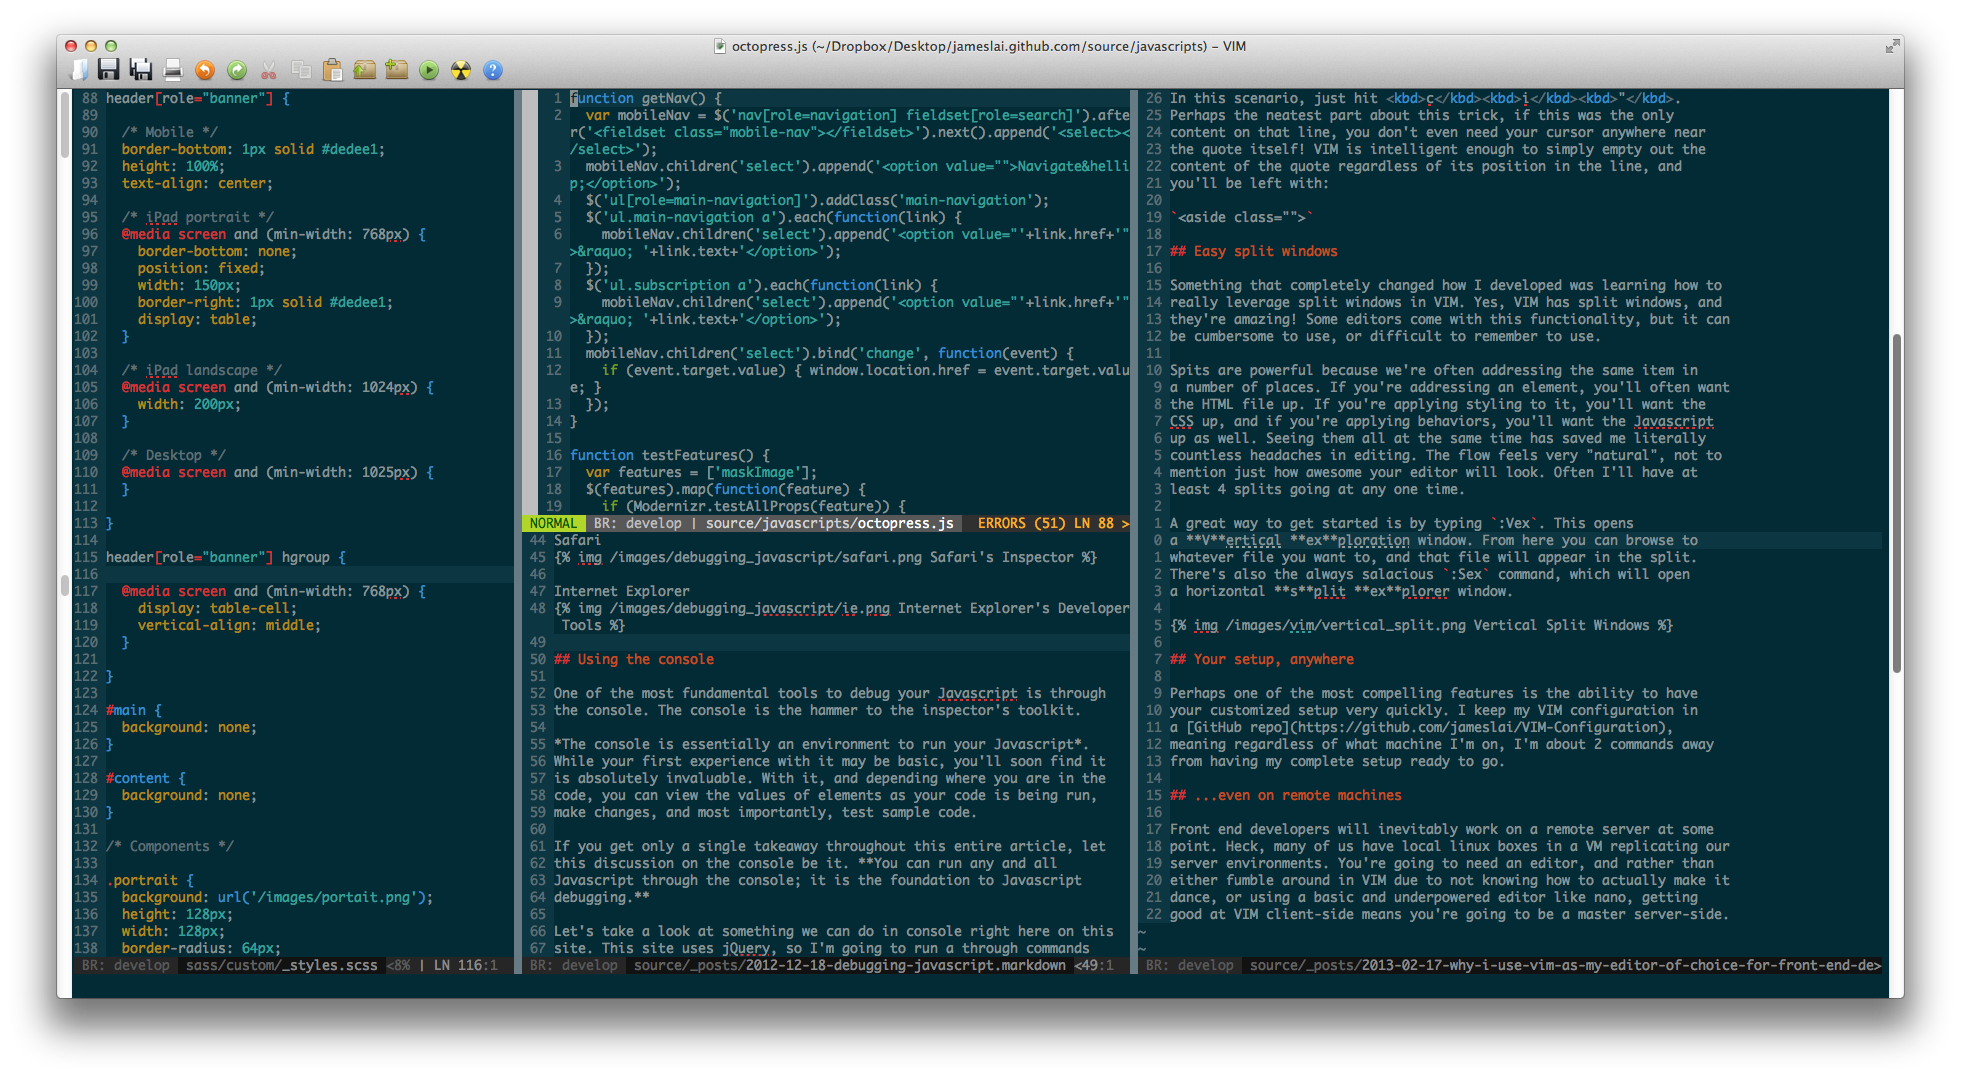 octopress.js (~/Dropbox/Desktop/jameslai.github.com/source/javascripts) – VIM
88 header[role="banner"] {
89
90   /* Mobile */
91   border-bottom: 1px solid #dedee1;
92   height: 100%;
93   text-align: center;
94
95   /* iPad portrait */
96   @media screen and (min-width: 768px) {
97     border-bottom: none;
98     position: fixed;
99     width: 150px;
100     border-right: 1px solid #dedee1;
101     display: table;
102   }
103
104   /* iPad landscape */
105   @media screen and (min-width: 1024px) {
106     width: 200px;
107   }
108
109   /* Desktop */
110   @media screen and (min-width: 1025px) {
111   }
112
113 }
114
115 header[role="banner"] hgroup {
116
117   @media screen and (min-width: 768px) {
118     display: table-cell;
119     vertical-align: middle;
120   }
121
122 }
123
124 #main {
125   background: none;
126 }
127
128 #content {
129   background: none;
130 }
131
132 /* Components */
133
134 .portrait {
135   background: url('/images/portait.png');
136   height: 128px;
137   width: 128px;
138   border-radius: 64px;
BR: develop  sass/custom/_styles.scss <8% | LN 116:1
1 function getNav() {
2   var mobileNav = $('nav[role=navigation] fieldset[role=search]').afte
r('<fieldset class="mobile-nav"></fieldset>').next().append('<select><
/select>');
3   mobileNav.children('select').append('<option value="">Navigate&helli
p;</option>');
4   $('ul[role=main-navigation]').addClass('main-navigation');
5   $('ul.main-navigation a').each(function(link) {
6     mobileNav.children('select').append('<option value="'+link.href+'"
>&raquo; '+link.text+'</option>');
7   });
8   $('ul.subscription a').each(function(link) {
9     mobileNav.children('select').append('<option value="'+link.href+'"
>&raquo; '+link.text+'</option>');
10   });
11   mobileNav.children('select').bind('change', function(event) {
12     if (event.target.value) { window.location.href = event.target.valu
e; }
13   });
14 }
15
16 function testFeatures() {
17   var features = ['maskImage'];
18   $(features).map(function(feature) {
19     if (Modernizr.testAllProps(feature)) {
NORMAL  BR: develop | source/javascripts/octopress.js  ERRORS (51) LN 88 >
44 Safari
45 {% img /images/debugging_javascript/safari.png Safari's Inspector %}
46
47 Internet Explorer
48 {% img /images/debugging_javascript/ie.png Internet Explorer's Developer
 Tools %}
49
50 ## Using the console
51
52 One of the most fundamental tools to debug your Javascript is through
53 the console. The console is the hammer to the inspector's toolkit.
54
55 *The console is essentially an environment to run your Javascript*.
56 While your first experience with it may be basic, you'll soon find it
57 is absolutely invaluable. With it, and depending where you are in the
58 code, you can view the values of elements as your code is being run,
59 make changes, and most importantly, test sample code.
60
61 If you get only a single takeaway throughout this entire article, let
62 this discussion on the console be it. **You can run any and all
63 Javascript through the console; it is the foundation to Javascript
64 debugging.**
65
66 Let's take a look at something we can do in console right here on this
67 site. This site uses jQuery, so I'm going to run a through commands
BR: develop  source/_posts/2012-12-18-debugging-javascript.markdown <49:1
26 In this scenario, just hit <kbd>c</kbd><kbd>i</kbd><kbd>"</kbd>.
25 Perhaps the neatest part about this trick, if this was the only
24 content on that line, you don't even need your cursor anywhere near
23 the quote itself! VIM is intelligent enough to simply empty out the
22 content of the quote regardless of its position in the line, and
21 you'll be left with:
20
19 `<aside class="">`
18
17 ## Easy split windows
16
15 Something that completely changed how I developed was learning how to
14 really leverage split windows in VIM. Yes, VIM has split windows, and
13 they're amazing! Some editors come with this functionality, but it can
12 be cumbersome to use, or difficult to remember to use.
11
10 Spits are powerful because we're often addressing the same item in
9 a number of places. If you're addressing an element, you'll often want
8 the HTML file up. If you're applying styling to it, you'll want the
7 CSS up, and if you're applying behaviors, you'll want the Javascript
6 up as well. Seeing them all at the same time has saved me literally
5 countless headaches in editing. The flow feels very "natural", not to
4 mention just how awesome your editor will look. Often I'll have at
3 least 4 splits going at any one time.
2
1 A great way to get started is by typing `:Vex`. This opens
0 a **V**ertical **ex**ploration window. From here you can browse to
1 whatever file you want to, and that file will appear in the split.
2 There's also the always salacious `:Sex` command, which will open
3 a horizontal **s**plit **ex**plorer window.
4
5 {% img /images/vim/vertical_split.png Vertical Split Windows %}
6
7 ## Your setup, anywhere
8
9 Perhaps one of the most compelling features is the ability to have
10 your customized setup very quickly. I keep my VIM configuration in
11 a [GitHub repo](https://github.com/jameslai/VIM-Configuration),
12 meaning regardless of what machine I'm on, I'm about 2 commands away
13 from having my complete setup ready to go.
14
15 ## ...even on remote machines
16
17 Front end developers will inevitably work on a remote server at some
18 point. Heck, many of us have local linux boxes in a VM replicating our
19 server environments. You're going to need an editor, and rather than
20 either fumble around in VIM due to not knowing how to actually make it
21 dance, or using a basic and underpowered editor like nano, getting
22 good at VIM client-side means you're going to be a master server-side.
~
~
BR: develop  source/_posts/2013-02-17-why-i-use-vim-as-my-editor-of-choice-for-front-end-de>